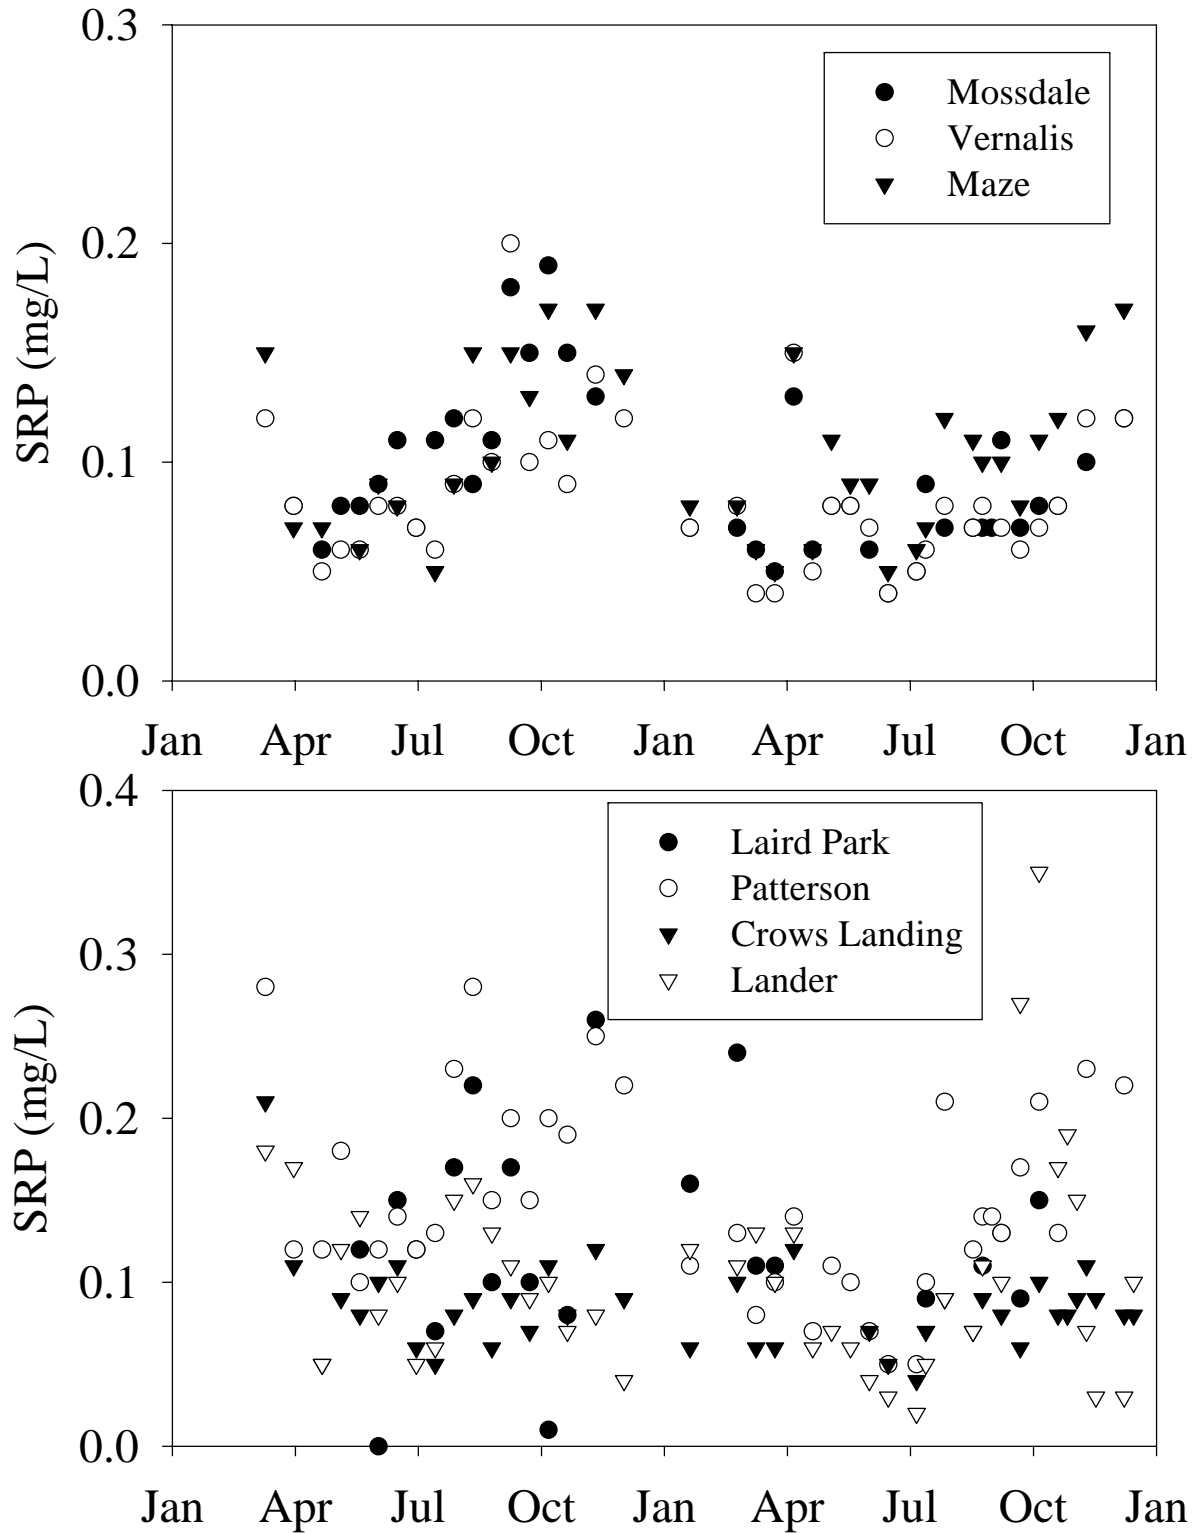 0.3
Mossdale
Vernalis
Maze
0.2
SRP (mg/L)
0.1
0.0
Jan Apr Jul Oct Jan Apr Jul Oct Jan
0.4
Laird Park
Patterson
Crows Landing
Lander
0.3
SRP (mg/L)
0.2
0.1
0.0
Jan Apr Jul Oct Jan Apr Jul Oct Jan